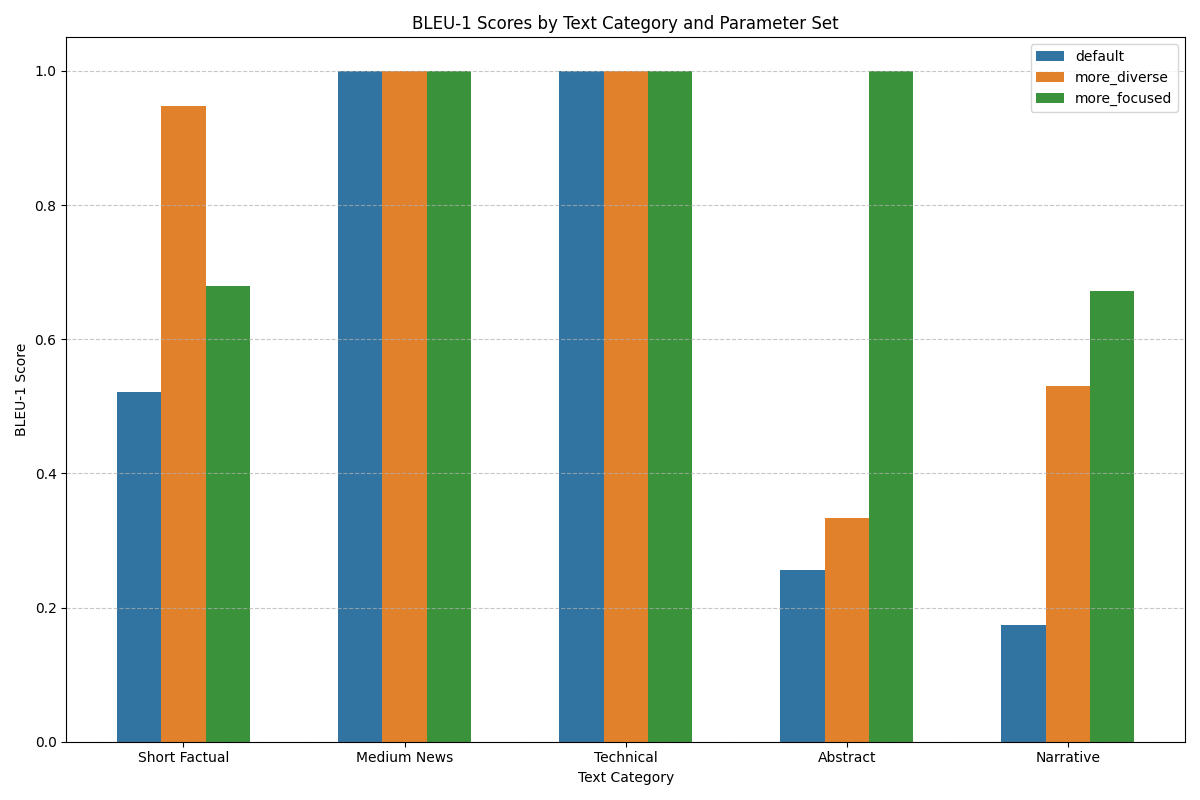 BLEU-1 Scores by Text Category and Parameter Set
default
more_diverse
more_focused
BLEU-1 Score
1.0
0.8
0.6
0.4
0.2
0.0
Short Factual
Medium News
Technical
Abstract
Narrative
Text Category